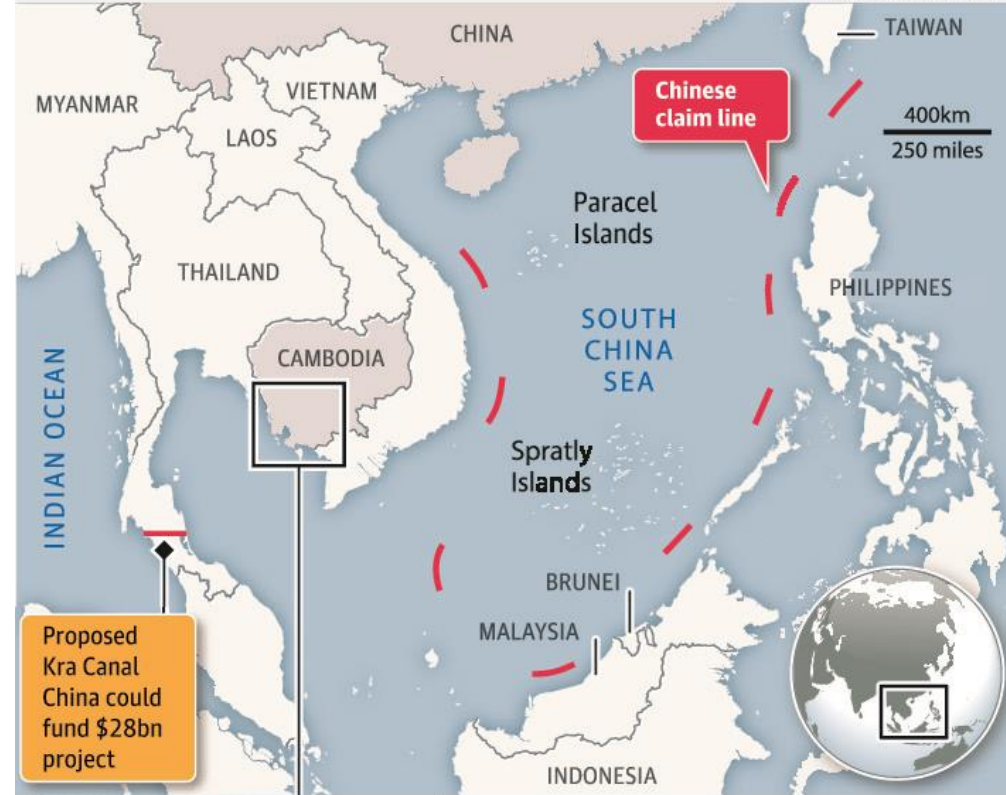 CHINA
TAIWAN
MYANMAR
VIETNAM
Chinese
claim line
400km
250 miles
LAOS
Paracel
Islands
THAILAND
PHILIPPINES
SOUTH
CHINA
SEA
CAMBODIA
INDIAN OCEAN
Spratly
Islands
BRUNEI
MALAYSIA
Proposed
Kra Canal
China could
fund $28bn
project
INDONESIA